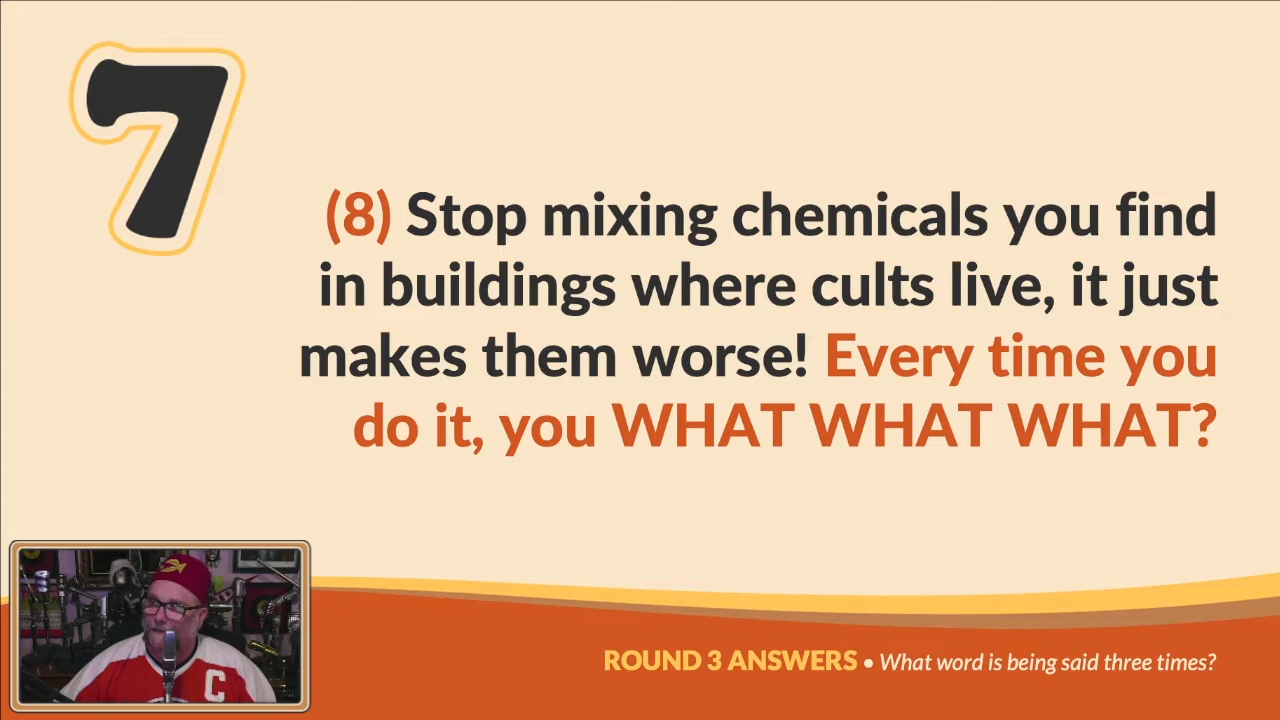 7
(8) Stop mixing chemicals you find
in buildings where cults live, it just
makes them worse! Every time you
do it, you WHAT WHAT WHAT?
C
ROUND 3 ANSWERS • What word is being said three times?